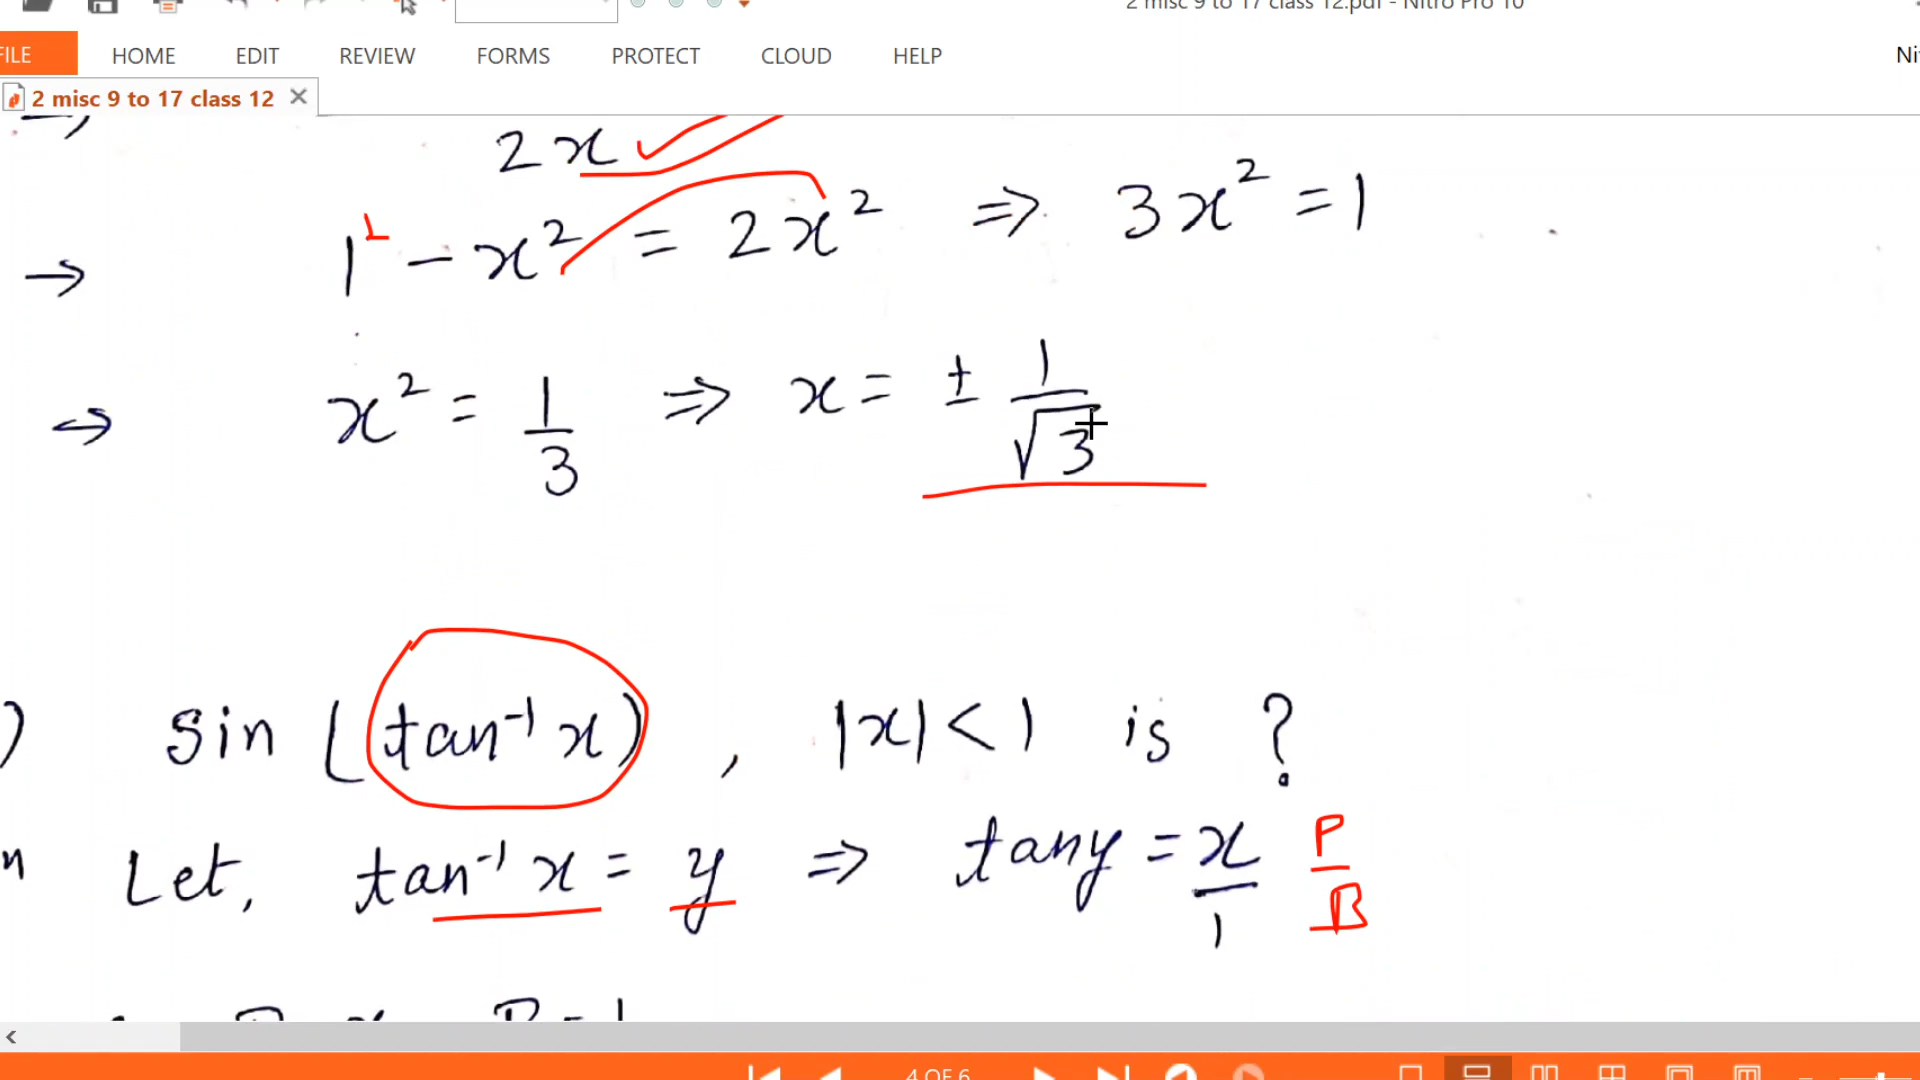 2 misc 9 to 17 class 12.pdf - Nitro Pro 10
FILE HOME EDIT REVIEW FORMS PROTECT CLOUD HELP
2 misc 9 to 17 class 12 ×
⇒ 2x
→ 1 - x² = 2x² ⇒ 3x² = 1
⇒ x² = 1/3 ⇒ x = ± 1/√3
) sin (tan⁻¹ x) , |x| < 1 is ?
n Let, tan⁻¹ x = y ⇒ tan y = x/1 P/B
4 OF 6